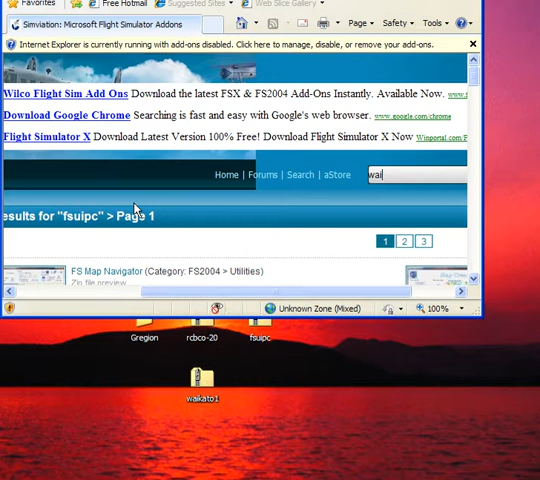 Favorites Free Hotmail Suggested Sites Web Slice Gallery
Simviation: Microsoft Flight Simulator Addons
Page Safety Tools
Internet Explorer is currently running with add-ons disabled. Click here to manage, disable, or remove your add-ons.
Wilco Flight Sim Add Ons Download the latest FSX & FS2004 Add-Ons Instantly. Available Now.
Download Google Chrome Searching is fast and easy with Google's web browser. www.google.com/chrome
Flight Simulator X Download Latest Version 100% Free! Download Flight Simulator X Now Winportal.com/F
Home | Forums | Search | aStore wai
esults for "fsuipc" > Page 1
1 2 3
FS Map Navigator (Category: FS2004 > Utilities)
Zip file preview
Unknown Zone (Mixed) 100%
Gregion rcbco-20 fsuipc
waikato1